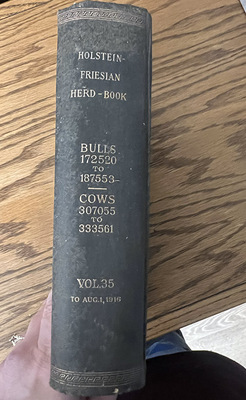 HOLSTEIN-
FRIESIAN
HERD-BOOK
BULLS
172520
TO
187553-
COWS
307055
TO
333561
VOL.35
TO AUG.1,1916